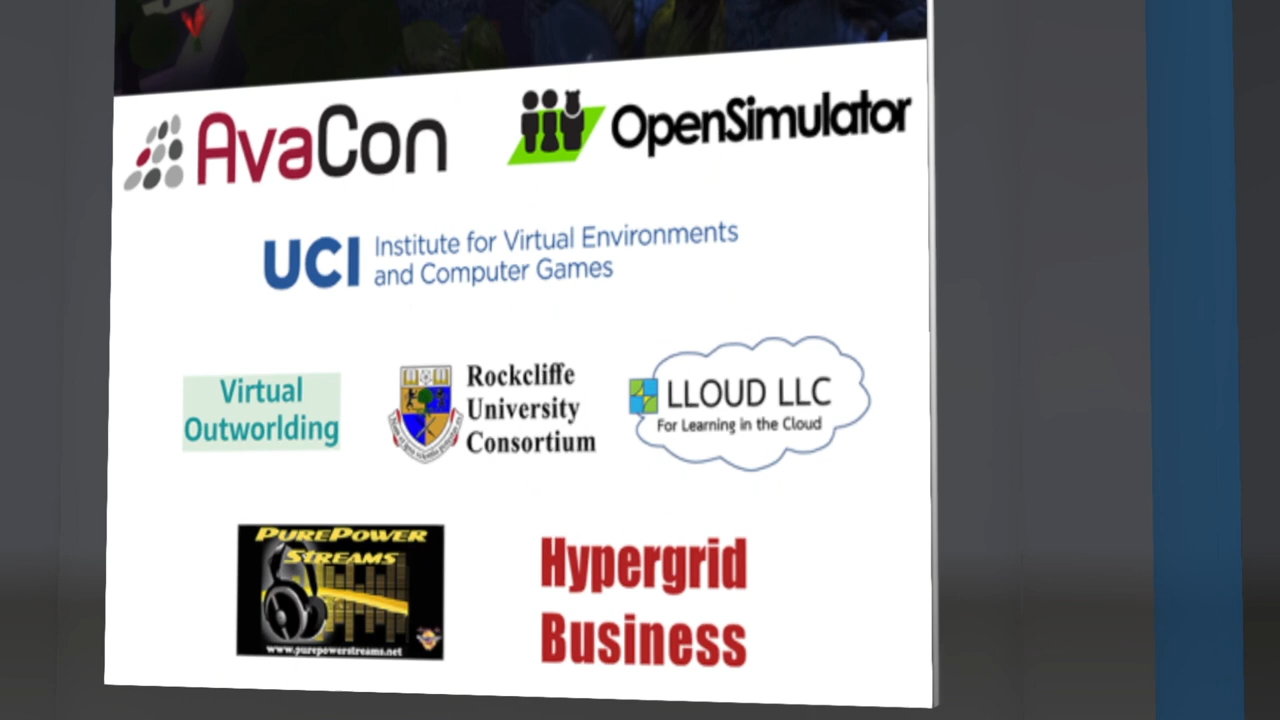 AvaCon
OpenSimulator
UCI
Institute for Virtual Environments
and Computer Games
Virtual
Outworlding
Rockcliffe
University
Consortium
LLOUD LLC
For Learning in the Cloud
PurePower
Streams
www.purepowerstreams.net
Hypergrid
Business